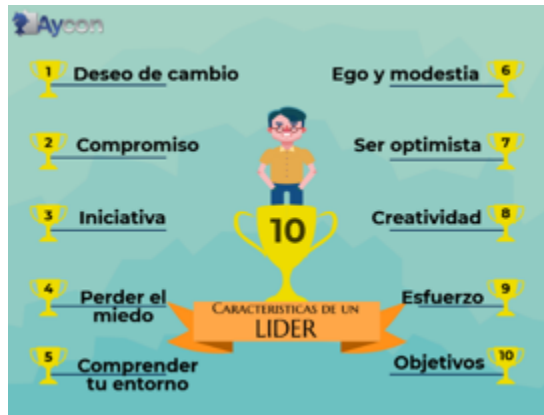 Aycon
1 Deseo de cambio
2 Compromiso
3 Iniciativa
4 Perder el
miedo
5 Comprender
tu entorno
Ego y modestia 6
Ser optimista 7
Creatividad 8
Esfuerzo 9
Objetivos 10
10
CARACTERISTICAS DE UN
LIDER